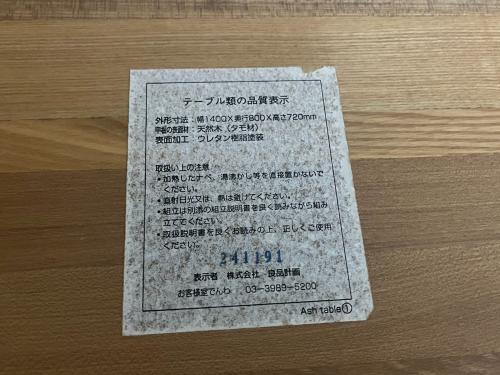 テーブル類の品質表示
外形寸法：幅1400×奥行800×高さ720mm
甲板の表面材：天然木（タモ材）
表面加工：ウレタン樹脂塗装
取扱い上の注意
•加熱したナベ、湯沸かし等を直接置かないで
ください。
•直射日光又は、熱は避けてください。
•組立は別添の組立説明書を良く読みながら組み
立ててください。
•取扱説明書を良くお読みの上、正しくご使用
ください。
241191
表示者 株式会社 良品計画
お客様室でんわ 03-3989-5200
Ash table①